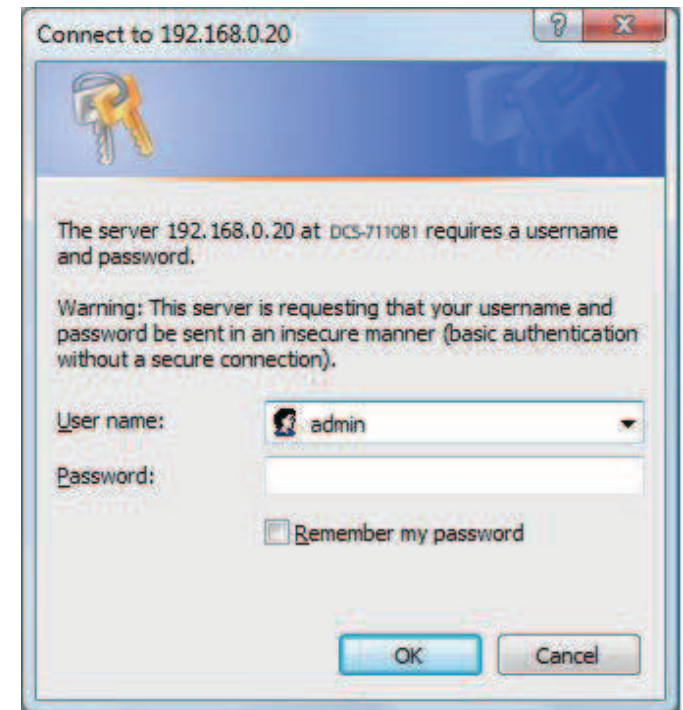 Connect to 192.168.0.20
The server 192.168.0.20 at DCS-7110B1 requires a username
and password.
Warning: This server is requesting that your username and
password be sent in an insecure manner (basic authentication
without a secure connection).
User name:
admin
Password:
Remember my password
OK
Cancel